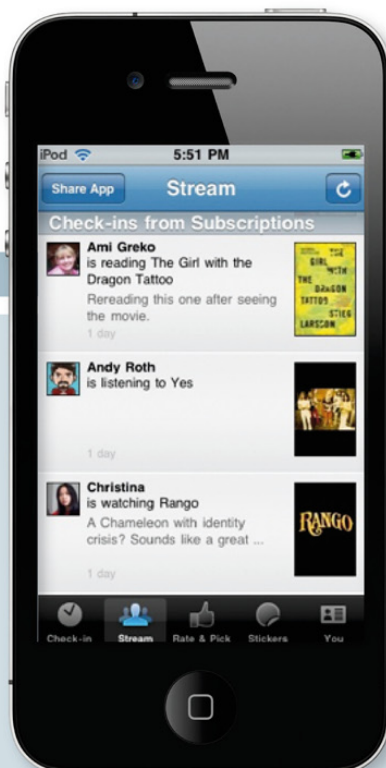 iPod 5:51 PM
Share App Stream
Check-ins from Subscriptions
Ami Greko
is reading The Girl with the
Dragon Tattoo
Rereading this one after seeing
the movie.
1 day
THE
GIRL
WITH
THE
DRAGON
TATTOO
STIEG
LARSSON
Andy Roth
is listening to Yes
1 day
Christina
is watching Rango
A Chameleon with identity
crisis? Sounds like a great ...
1 day
RANGO
Check-in Stream Rate & Pick Stickers You